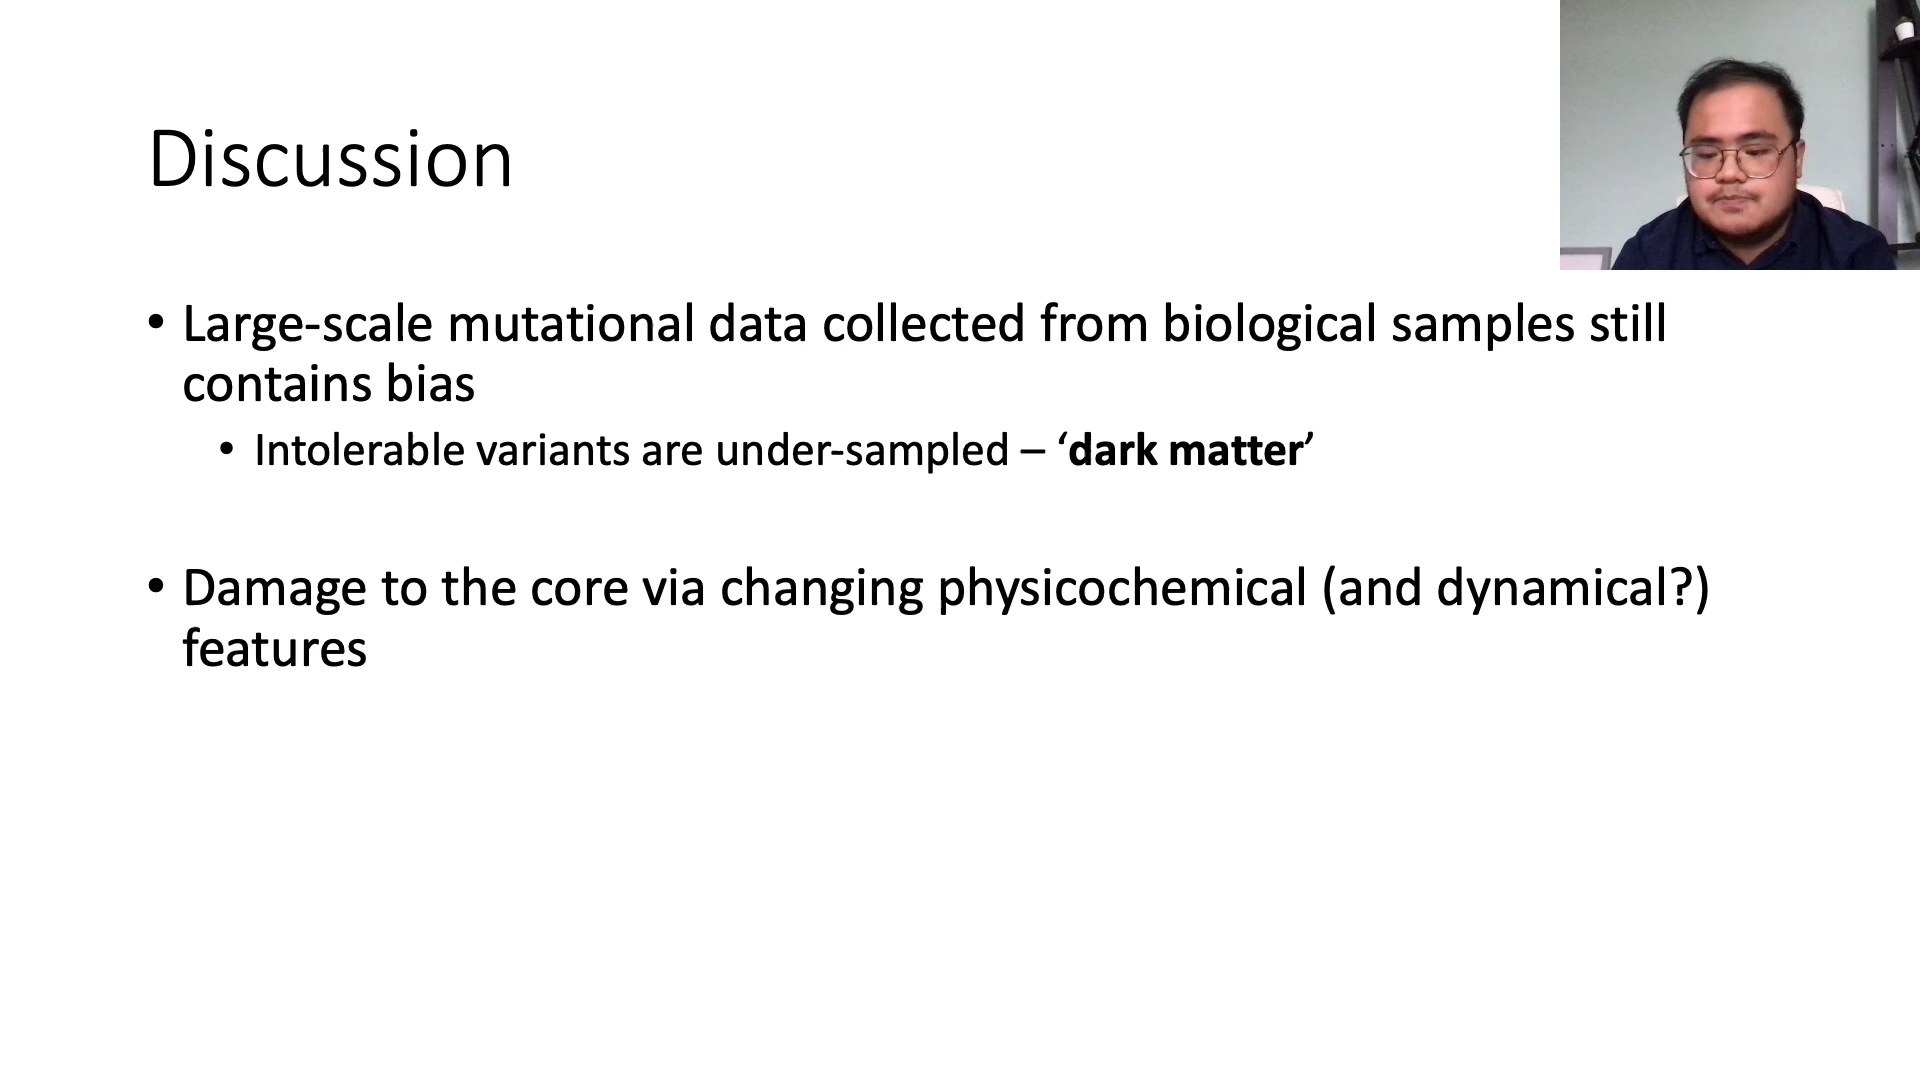 Discussion
• Large-scale mutational data collected from biological samples still
contains bias
• Intolerable variants are under-sampled – ‘dark matter’
• Damage to the core via changing physicochemical (and dynamical?)
features